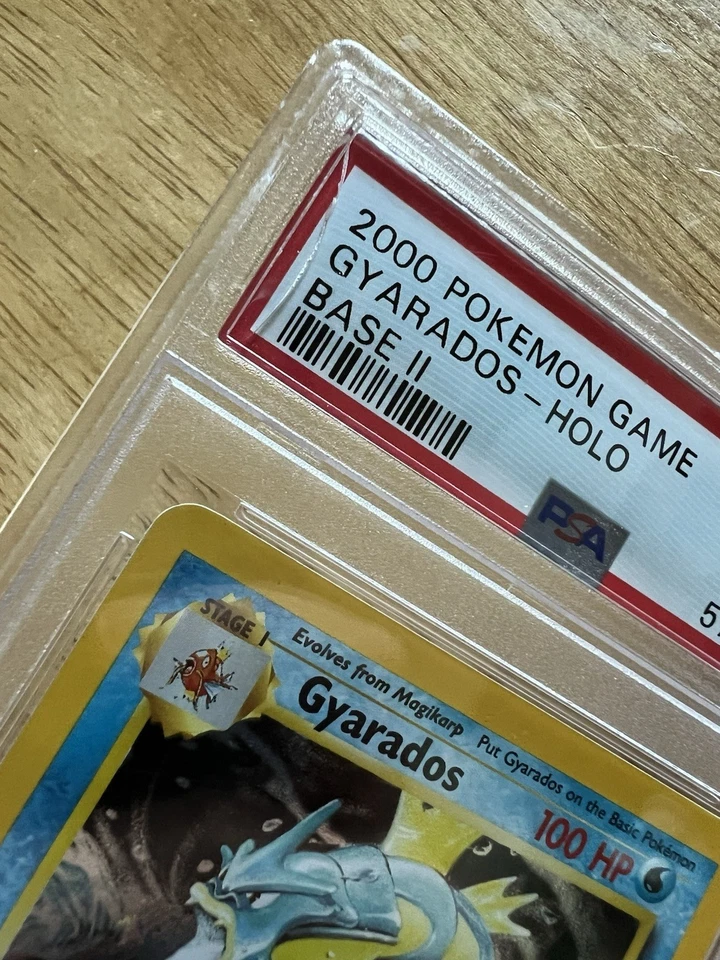 2000 POKEMON GAME
GYARADOS - HOLO
BASE II
PSA
STAGE 1
Evolves from Magikarp
Put Gyarados on the Basic Pokémon
Gyarados
100 HP